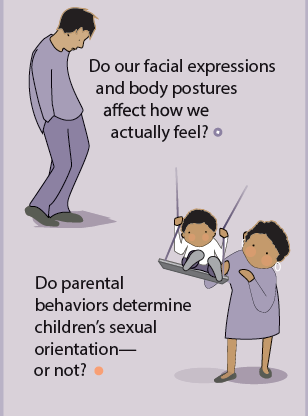 Do our facial expressions
and body postures
affect how we
actually feel?
Do parental
behaviors determine
children's sexual
orientation—
or not?